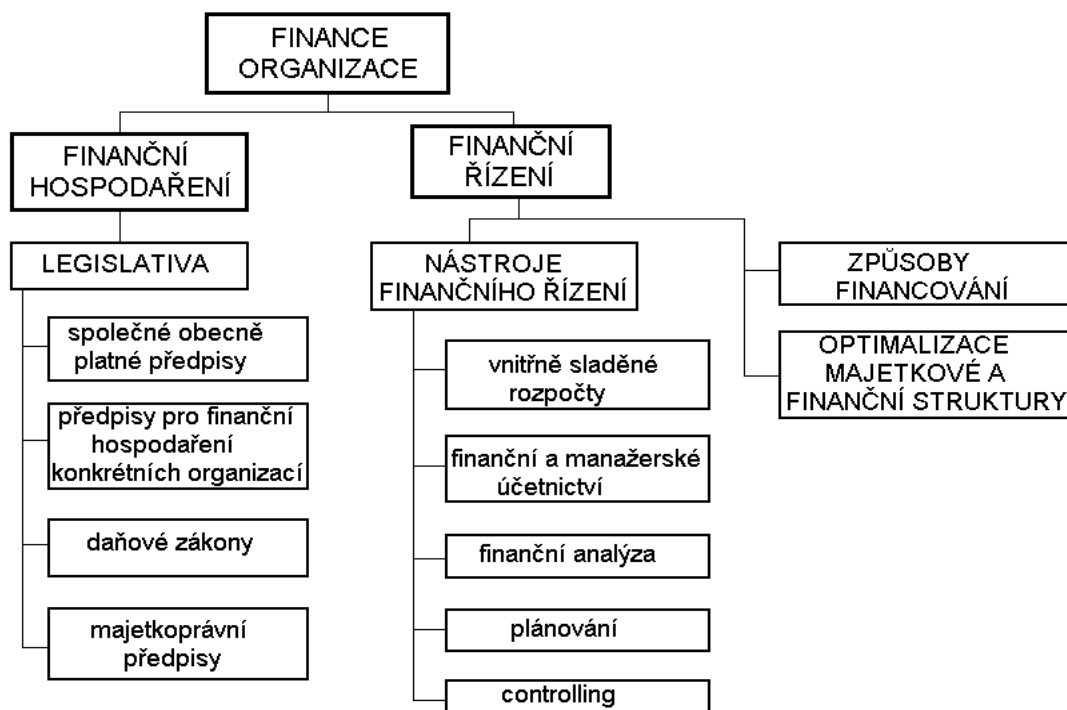 FINANCE
ORGANIZACE
FINANČNÍ
HOSPODAŘENÍ
FINANČNÍ
ŘÍZENÍ
LEGISLATIVA
společné obecně
platné předpisy
předpisy pro finanční
hospodaření
konkrétních organizací
daňové zákony
majetkoprávní
předpisy
NÁSTROJE
FINANČNÍHO ŘÍZENÍ
vnitřně sladěné
rozpočty
finanční a manažerské
účetnictví
finanční analýza
plánování
controlling
ZPŮSOBY
FINANCOVÁNÍ
OPTIMALIZACE
MAJETKOVÉ A
FINANČNÍ STRUKTURY